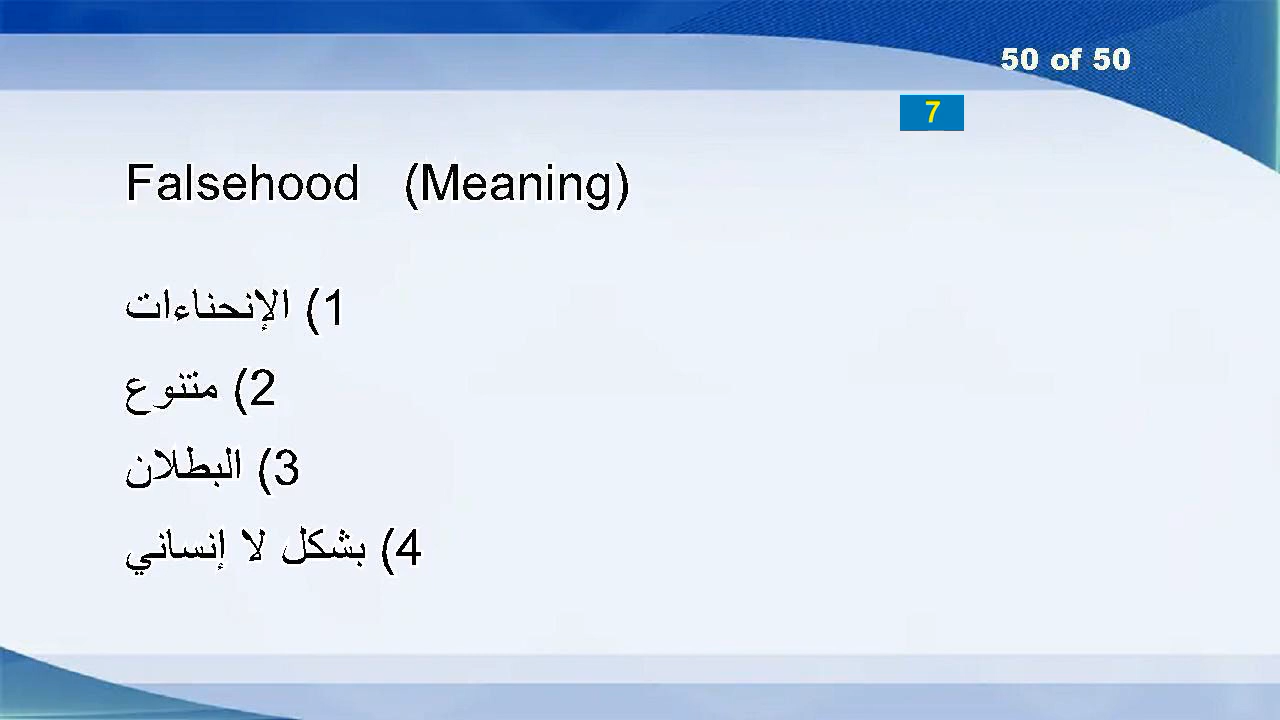 50 of 50
7
Falsehood (Meaning)
1) الإنحناءات
2) متنوع
3) البطلان
4) بشكل لا إنساني